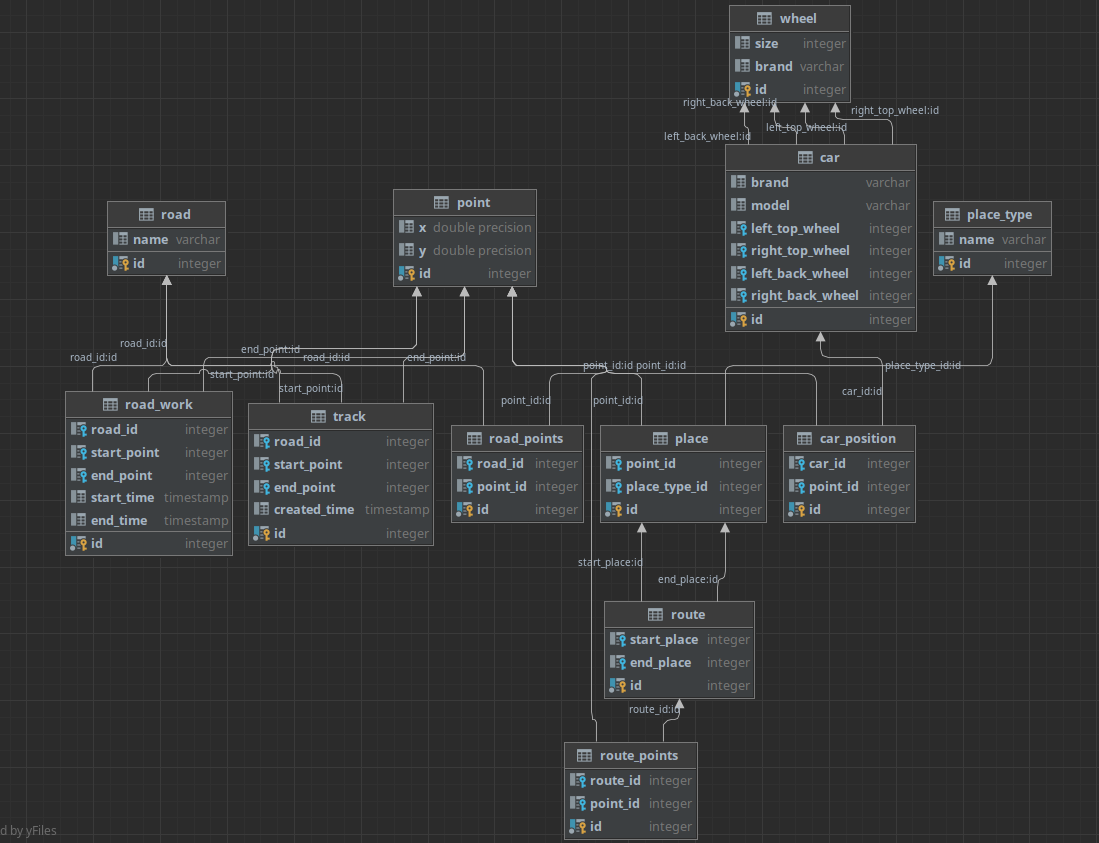 wheel
size integer
brand varchar
id integer
right_back_wheel:id
right_top_wheel:id
left_top_wheel:id
left_back_wheel:id
car
brand varchar
model varchar
left_top_wheel integer
right_top_wheel integer
left_back_wheel integer
right_back_wheel integer
id integer
road
name varchar
id integer
point
x double precision
y double precision
id integer
place_type
name varchar
id integer
road_id:id
road_id:id
end_point:id
road_id:id
end_point:id
start_point:id
start_point:id
point_id:id
point_id:id
place_type_id:id
point_id:id
point_id:id
car_id:id
road_work
road_id integer
start_point integer
end_point integer
start_time timestamp
end_time timestamp
id integer
track
road_id integer
start_point integer
end_point integer
created_time timestamp
id integer
road_points
road_id integer
point_id integer
id integer
place
point_id integer
place_type_id integer
id integer
car_position
car_id integer
point_id integer
id integer
start_place:id
end_place:id
route
start_place integer
end_place integer
id integer
route_id:id
route_points
route_id integer
point_id integer
id integer
d by yFiles